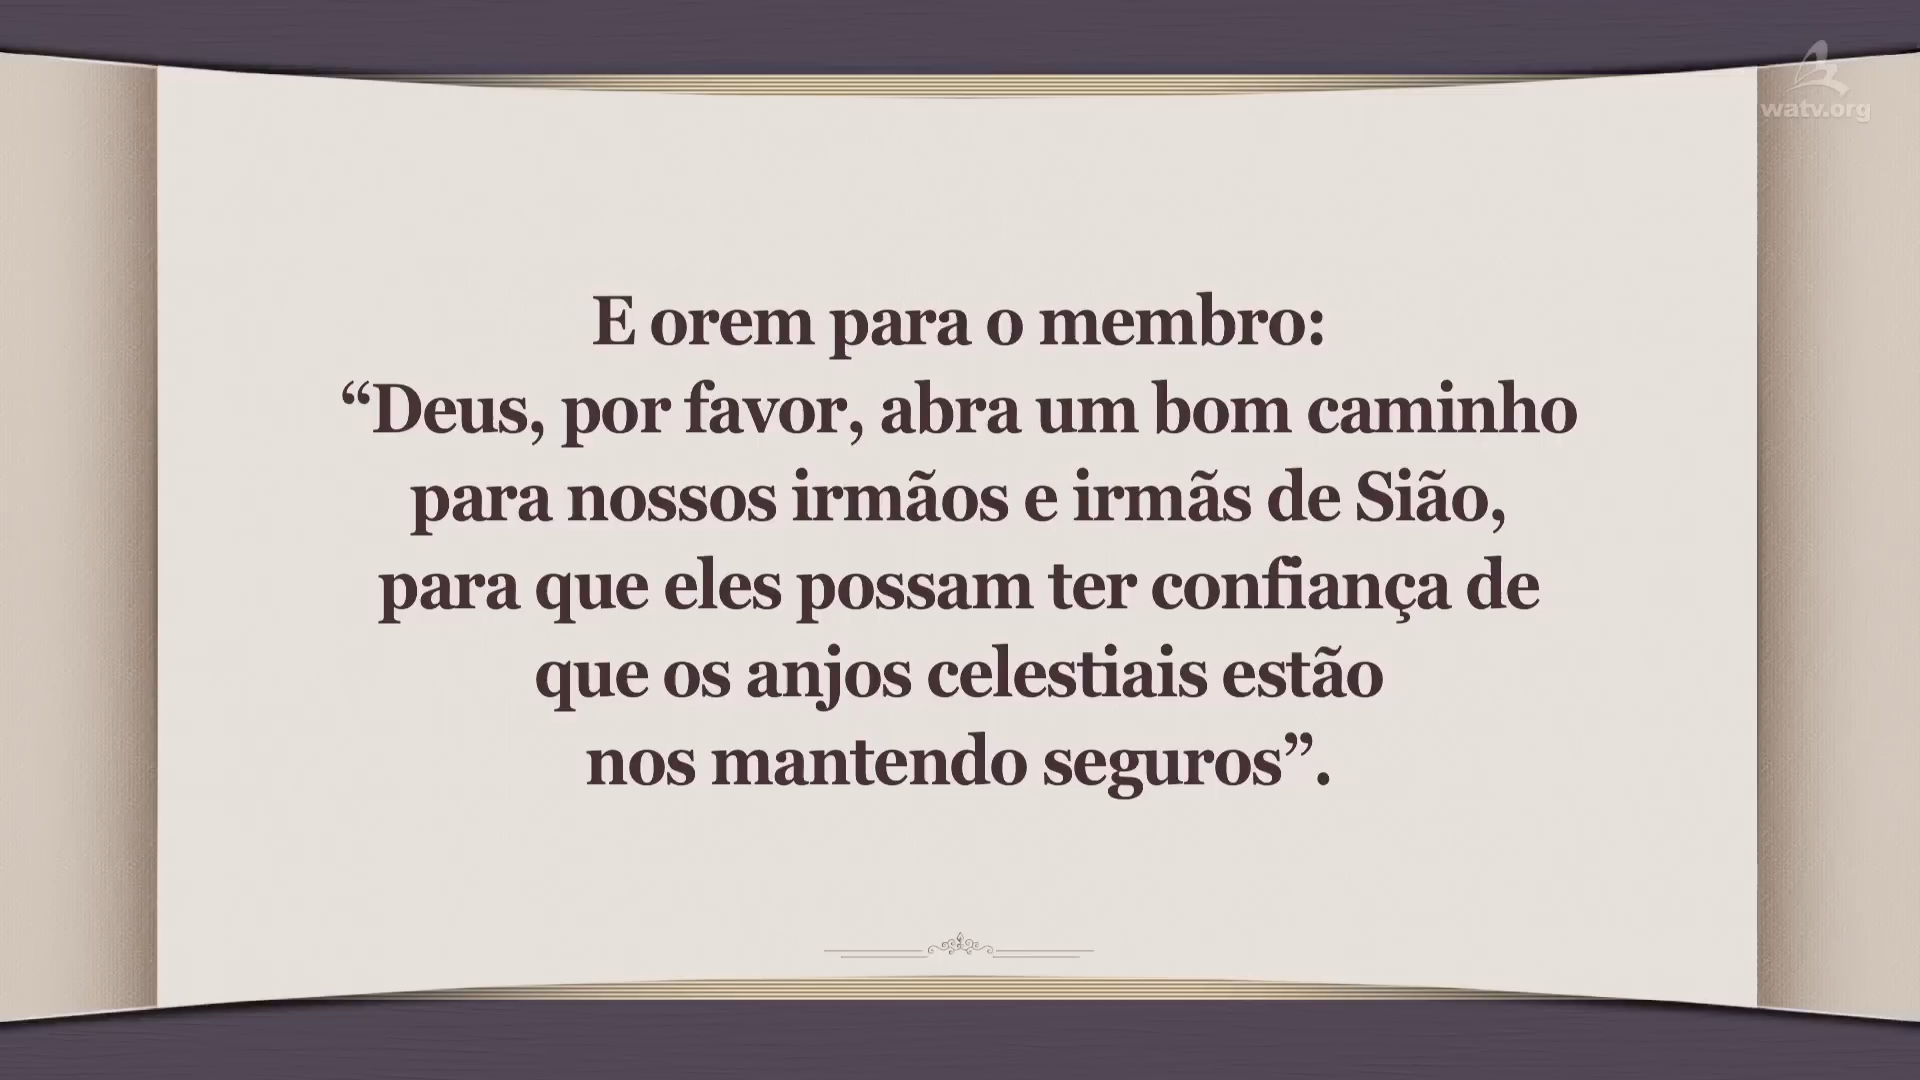 watv.org
E orem para o membro:
“Deus, por favor, abra um bom caminho
para nossos irmãos e irmãs de Sião,
para que eles possam ter confiança de
que os anjos celestiais estão
nos mantendo seguros”.